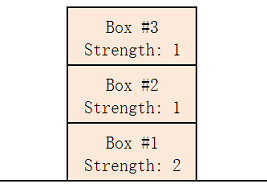 Box #3
Strength: 1
Box #2
Strength: 1
Box #1
Strength: 2